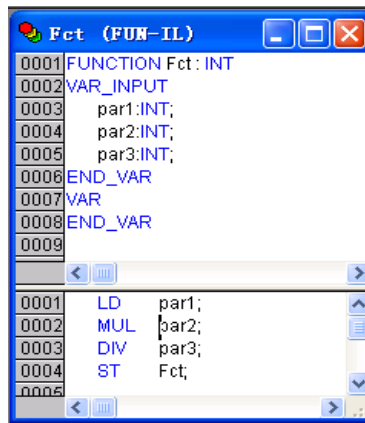 Fct (FUN-IL)
0001 FUNCTION Fct : INT
0002 VAR_INPUT
0003 par1:INT;
0004 par2:INT;
0005 par3:INT;
0006 END_VAR
0007 VAR
0008 END_VAR
0009
0001 LD par1;
0002 MUL par2;
0003 DIV par3;
0004 ST Fct;
0005